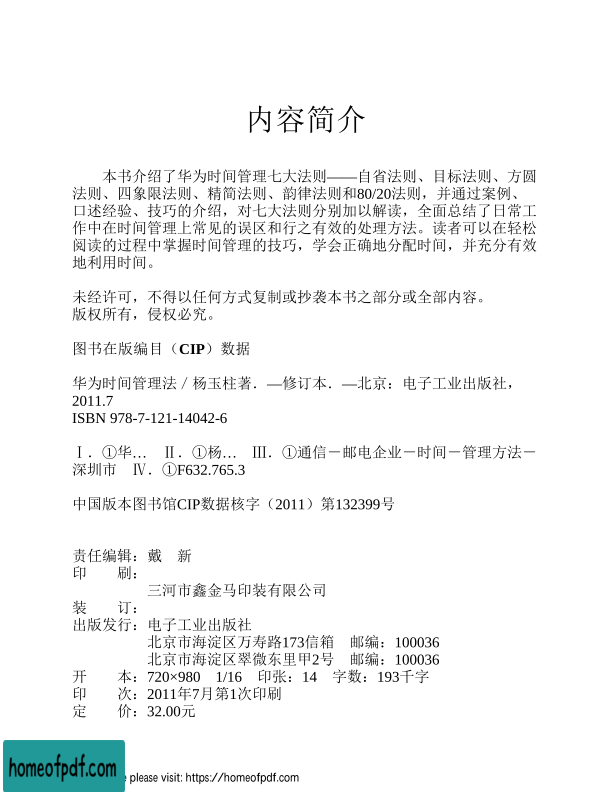 内容简介
本书介绍了华为时间管理七大法则——自省法则、目标法则、方圆
法则、四象限法则、精简法则、韵律法则和80/20法则，并通过案例、
口述经验、技巧的介绍，对七大法则分别加以解读，全面总结了日常工
作中在时间管理上常见的误区和行之有效的处理方法。读者可以在轻松
阅读的过程中掌握时间管理的技巧，学会正确地分配时间，并充分有效
地利用时间。
未经许可，不得以任何方式复制或抄袭本书之部分或全部内容。
版权所有，侵权必究。
图书在版编目（CIP）数据
华为时间管理法／杨玉柱著．—修订本．—北京：电子工业出版社，
2011.7
ISBN 978-7-121-14042-6
Ⅰ．①华… Ⅱ．①杨… Ⅲ．①通信－邮电企业－时间－管理方法－
深圳市 Ⅳ．①F632.765.3
中国版本图书馆CIP数据核字（2011）第132399号
责任编辑：戴　新
印　　刷：
三河市鑫金马印装有限公司
装　　订：
出版发行：电子工业出版社
北京市海淀区万寿路173信箱　邮编：100036
北京市海淀区翠微东里甲2号　邮编：100036
开　　本：720×980　1/16　印张：14　字数：193千字
印　　次：2011年7月第1次印刷
定　　价：32.00元
homeofpdf.com
please visit: https://homeofpdf.com